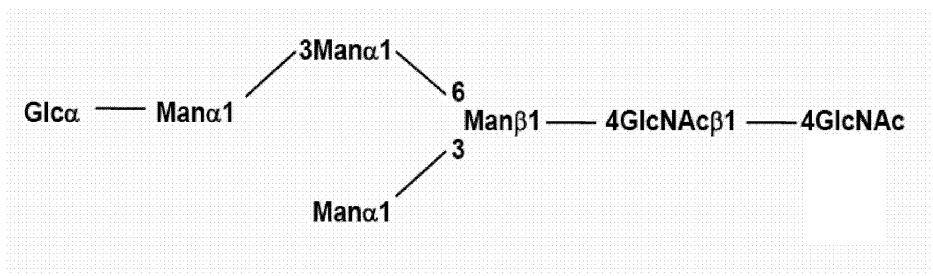 3Manα1
6
Glcα Manα1
Manβ1 4GlcNAcβ1 4GlcNAc
3
Manα1